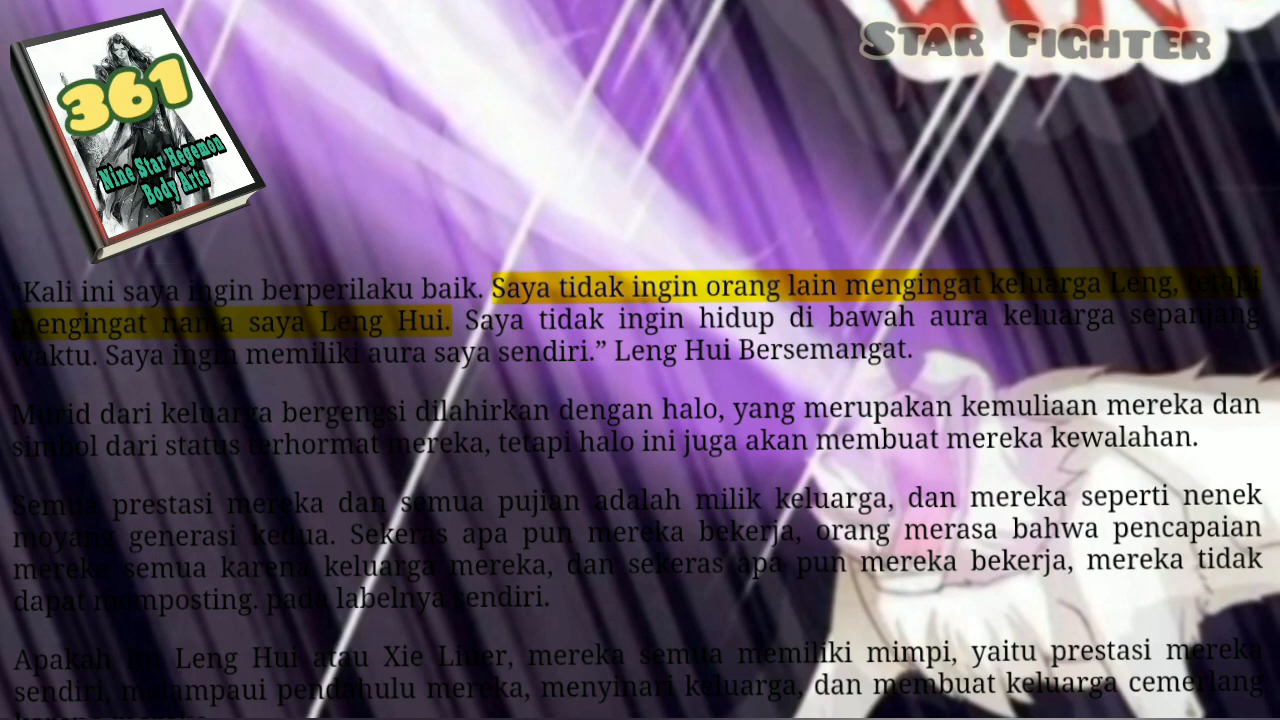 STAR FIGHTER
361
Nine Star Hegemon
Body Arts
“Kali ini saya ingin berperilaku baik. Saya tidak ingin orang lain mengingat keluarga Leng, tetapi
mengingat nama saya Leng Hui. Saya tidak ingin hidup di bawah aura keluarga sepanjang
waktu. Saya ingin memiliki aura saya sendiri.” Leng Hui Bersemangat.
Murid dari keluarga bergengsi dilahirkan dengan halo, yang merupakan kemuliaan mereka dan
simbol dari status terhormat mereka, tetapi halo ini juga akan membuat mereka kewalahan.
Semua prestasi mereka dan semua pujian adalah milik keluarga, dan mereka seperti nenek
moyang generasi kedua. Sekeras apa pun mereka bekerja, orang merasa bahwa pencapaian
mereka semua karena keluarga mereka, dan sekeras apa pun mereka bekerja, mereka tidak
dapat memposting. pada labelnya sendiri.
Apakah itu Leng Hui atau Xie Liuer, mereka semua memiliki mimpi, yaitu prestasi mereka
sendiri, melampaui pendahulu mereka, menyinari keluarga, dan membuat keluarga cemerlang